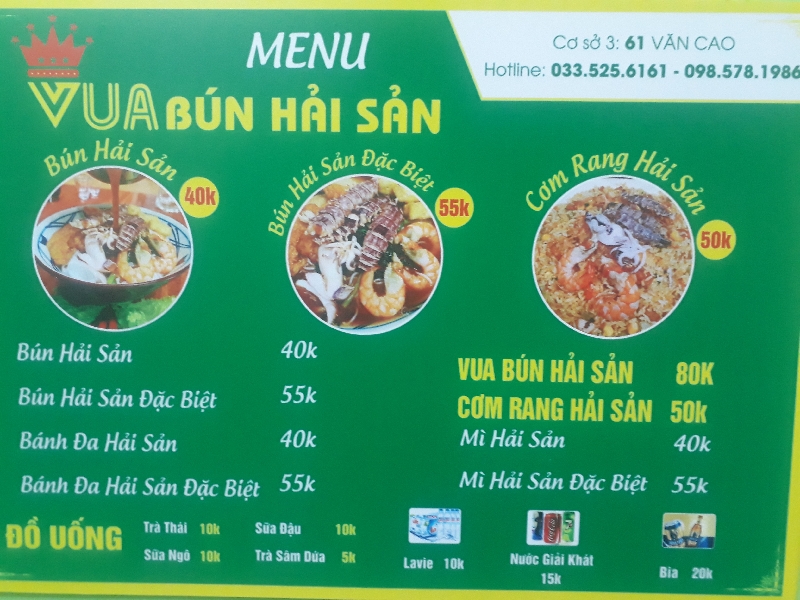 MENU
Cơ sở 3: 61 VĂN CAO
Hotline: 033.525.6161 - 098.578.1986
VUA BÚN HẢI SẢN
Bún Hải Sản 40k
Bún Hải Sản Đặc Biệt 55k
Cơm Rang Hải Sản 50k
Bún Hải Sản 40k
Bún Hải Sản Đặc Biệt 55k
Bánh Đa Hải Sản 40k
Bánh Đa Hải Sản Đặc Biệt 55k
VUA BÚN HẢI SẢN 80K
CƠM RANG HẢI SẢN 50k
Mì Hải Sản 40k
Mì Hải Sản Đặc Biệt 55k
ĐỒ UỐNG
Trà Thái 10k
Sữa Đậu 10k
Sữa Ngô 10k
Trà Sâm Dứa 5k
Lavie 10k
Nước Giải Khát
15k
Bia 20k